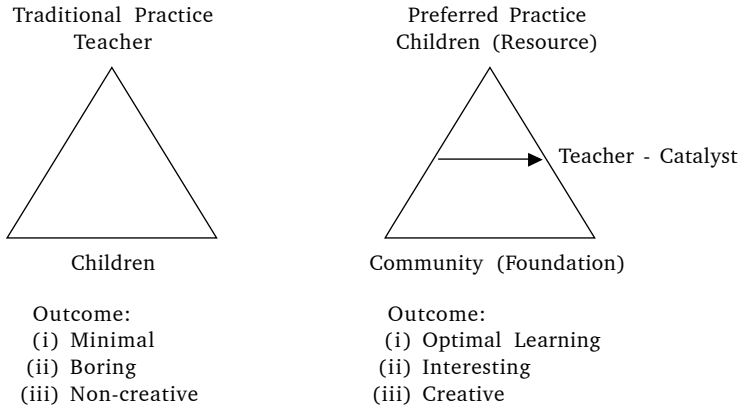 Traditional Practice
Teacher
Children
Outcome:
(i) Minimal
(ii) Boring
(iii) Non-creative
Preferred Practice
Children (Resource)
Teacher - Catalyst
Community (Foundation)
Outcome:
(i) Optimal Learning
(ii) Interesting
(iii) Creative